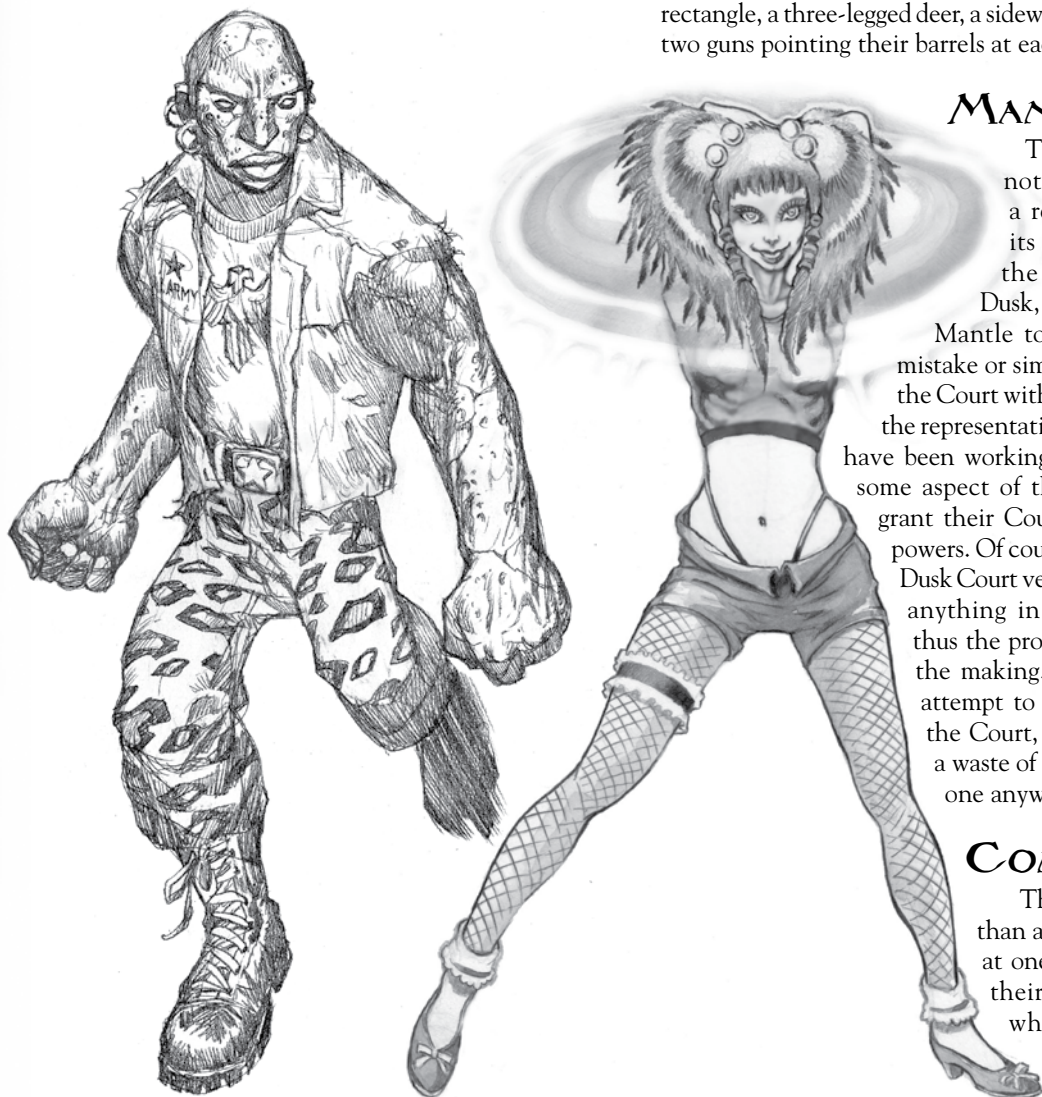 rectangle, a three-legged deer, a sidew
two guns pointing their barrels at ea
MAN
T
not
a r
its
the
Dusk,
Mantle to
mistake or sim
the Court with
the representati
have been working
some aspect of t
grant their Cou
powers. Of cou
Dusk Court ve
anything in
thus the pro
the making.
attempt to
the Court,
a waste of
one anyw
CO
Th
than a
at one
their
wh
ARMY